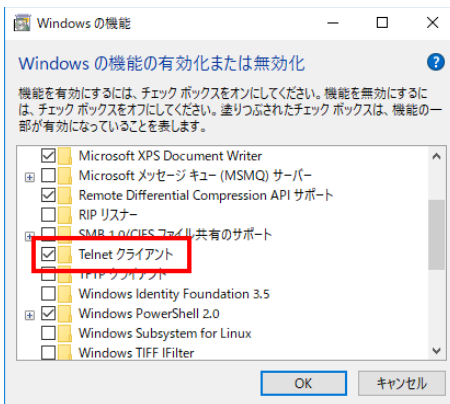 Windows の機能
Windows の機能の有効化または無効化
機能を有効にするには、チェック ボックスをオンにしてください。機能を無効にするに
は、チェック ボックスをオフにしてください。塗りつぶされたチェック ボックスは、機能の一
部が有効になっていることを表します。
Microsoft XPS Document Writer
Microsoft メッセージ キュー (MSMQ) サーバー
Remote Differential Compression API サポート
RIP リスナー
SMB 1.0/CIFS ファイル共有のサポート
Telnet クライアント
TFTP クライアント
Windows Identity Foundation 3.5
Windows PowerShell 2.0
Windows Subsystem for Linux
Windows TIFF IFilter
OK
キャンセル